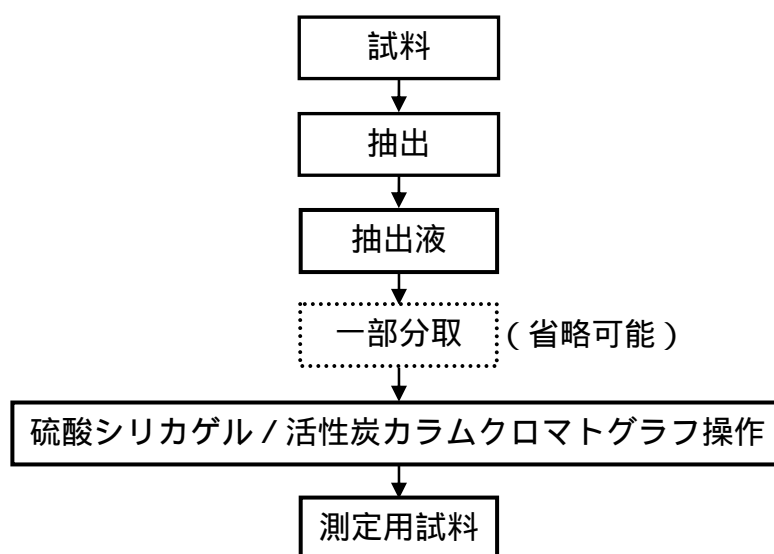 試料
抽出
抽出液
一部分取 (省略可能)
硫酸シリカゲル / 活性炭カラムクロマトグラフ操作
測定用試料